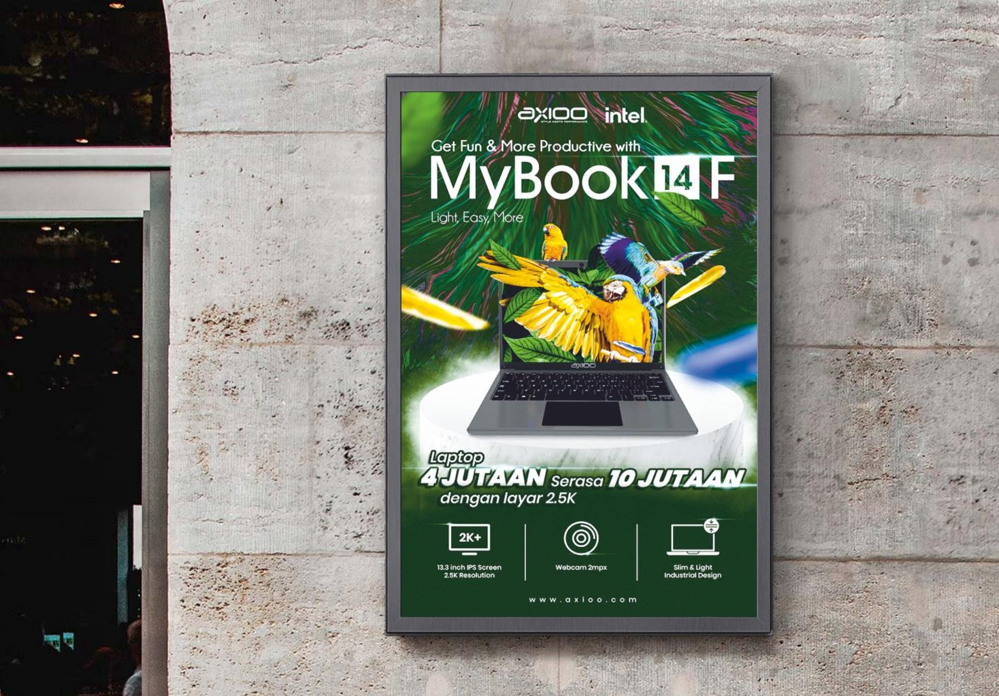 axioo intel.
STYLE MEETS PERFORMANCE
Get Fun & More Productive with
MyBook 14 F
Light, Easy, More
axioo
Laptop
4 JUTAAN Serasa 10 JUTAAN
dengan layar 2.5K
2K+
13.3 inch IPS Screen
2.5K Resolution
Webcam 2mpx
Slim & Light
Industrial Design
www.axioo.com